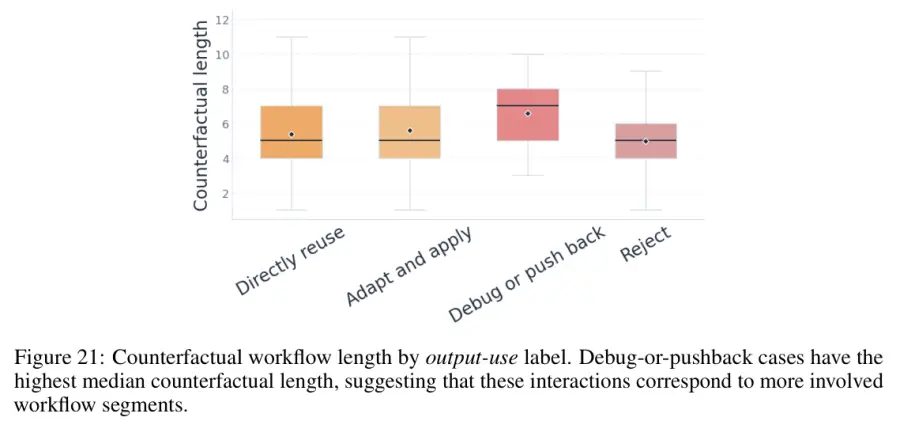 Counterfactual length
12
10
8
6
4
2
Directly reuse
Adapt and apply
Debug or push back
Reject
Figure 21: Counterfactual workflow length by output-use label. Debug-or-pushback cases have the
highest median counterfactual length, suggesting that these interactions correspond to more involved
workflow segments.